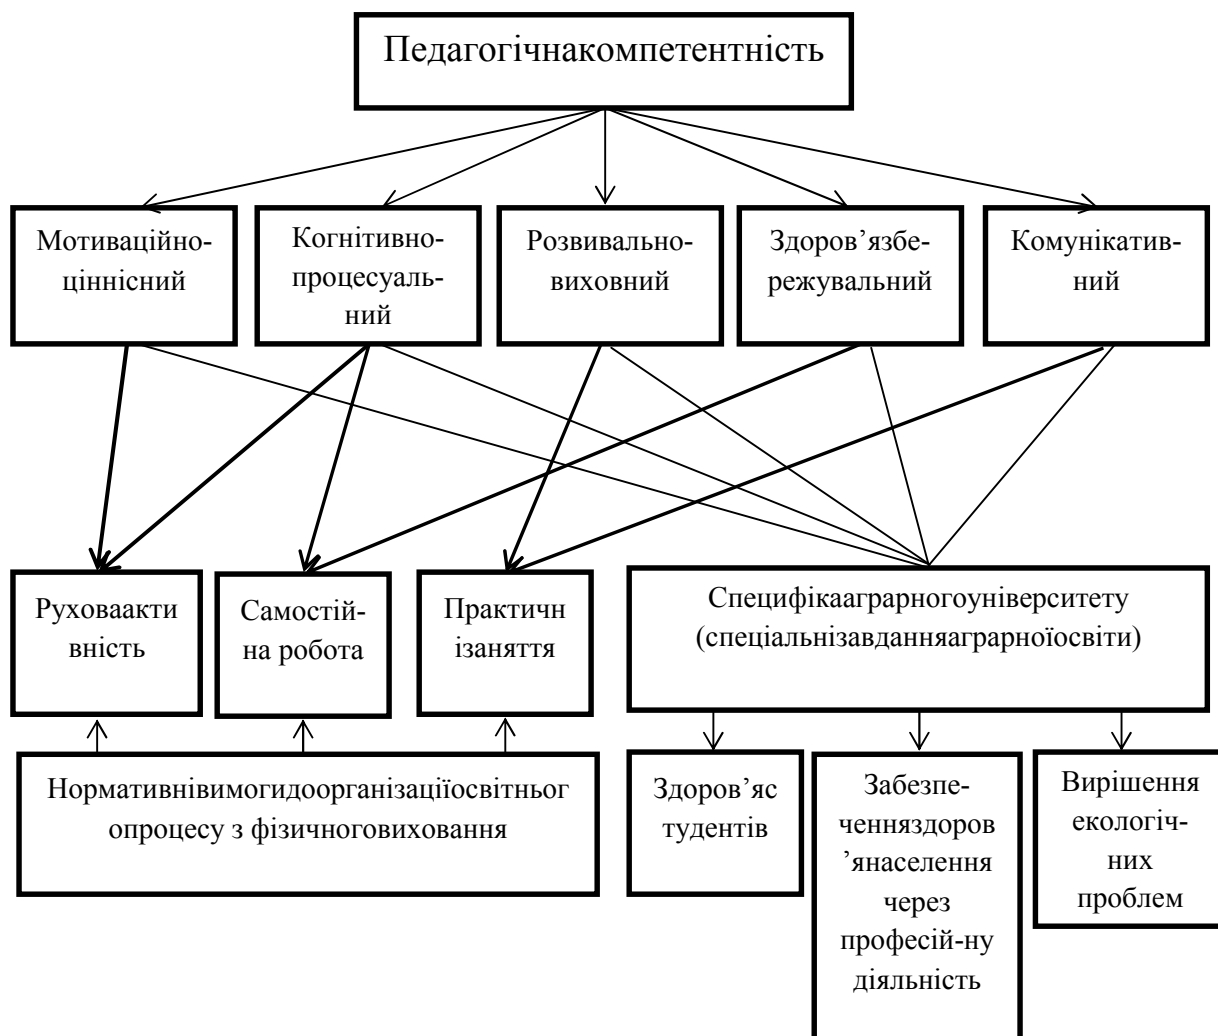 Педагогічнакомпетентність
Мотиваційно-
ціннісний
Когнітивно-
процесуаль-
ний
Розвивально-
виховний
Здоров’язбе-
режувальний
Комунікатив-
ний
Руховаакти
вність
Самостій-
на робота
Практичн
ізаняття
Специфікааграрногоуніверситету
(спеціальнізавданняаграрноїосвіти)
Нормативнівимогидоорганізаціїосвітньог
опроцесу з фізичноговиховання
Здоров’яс
тудентів
Забезпе-
ченняздоров
’янаселення
через
професій-ну
діяльність
Вирішення
екологіч-
них
проблем